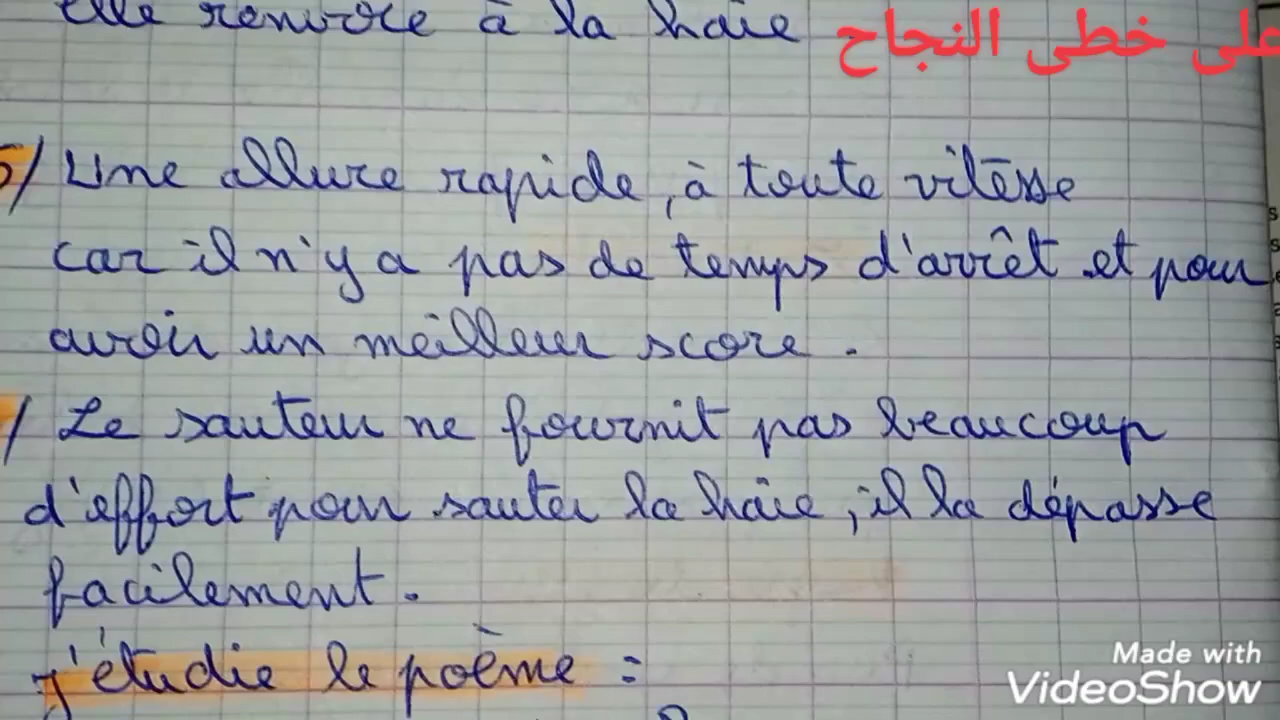 elle renvoie à la haie على خطى النجاح
5/ Une allure rapide, à toute vitesse
car il n'y a pas de temps d'arrêt et pour
avoir un meilleur score.
/ Le sauteur ne fournit pas beaucoup
d'effort pour sauter la haie, il la dépasse
facilement.
j'étudie le poème :
Made with
VideoShow